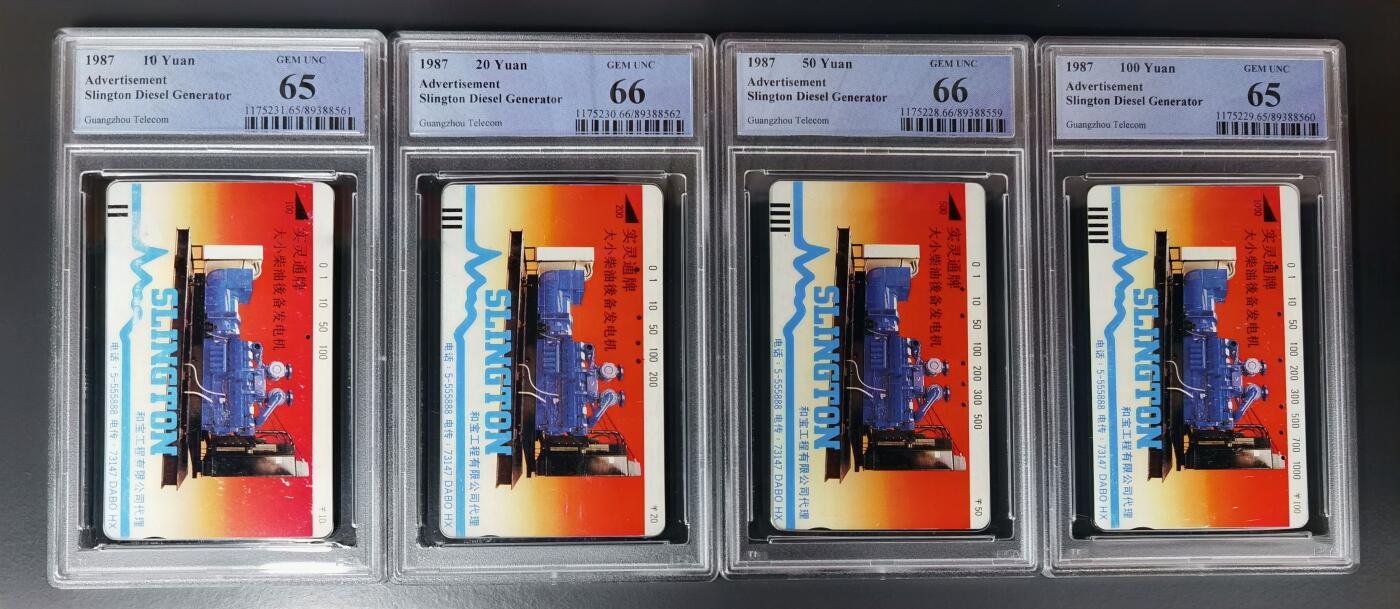 1987 10 Yuan GEM UNC
Advertisement 65
Slington Diesel Generator
1175231.65/89388561
Guangzhou Telecom
100
实灵通牌
大小柴油後备发电机
0 1 10 50 100
SLINGTON
和宝工程有限公司代理
电话：5-555888 电传：73147 DABO HX
¥10
1987 20 Yuan GEM UNC
Advertisement 66
Slington Diesel Generator
1175230.66/89388562
Guangzhou Telecom
200
实灵通牌
大小柴油後备发电机
0 1 10 50 100 200
SLINGTON
和宝工程有限公司代理
电话：5-555888 电传：73147 DABO HX
¥20
1987 50 Yuan GEM UNC
Advertisement 66
Slington Diesel Generator
1175228.66/89388559
Guangzhou Telecom
500
实灵通牌
大小柴油後备发电机
0 1 10 50 100 200 300 500
SLINGTON
和宝工程有限公司代理
电话：5-555888 电传：73147 DABO HX
¥50
1987 100 Yuan GEM UNC
Advertisement 65
Slington Diesel Generator
1175229.65/89388560
Guangzhou Telecom
1000
实灵通牌
大小柴油後备发电机
0 1 10 50 100 200 300 500 700 1000
SLINGTON
和宝工程有限公司代理
电话：5-555888 电传：73147 DABO HX
¥100